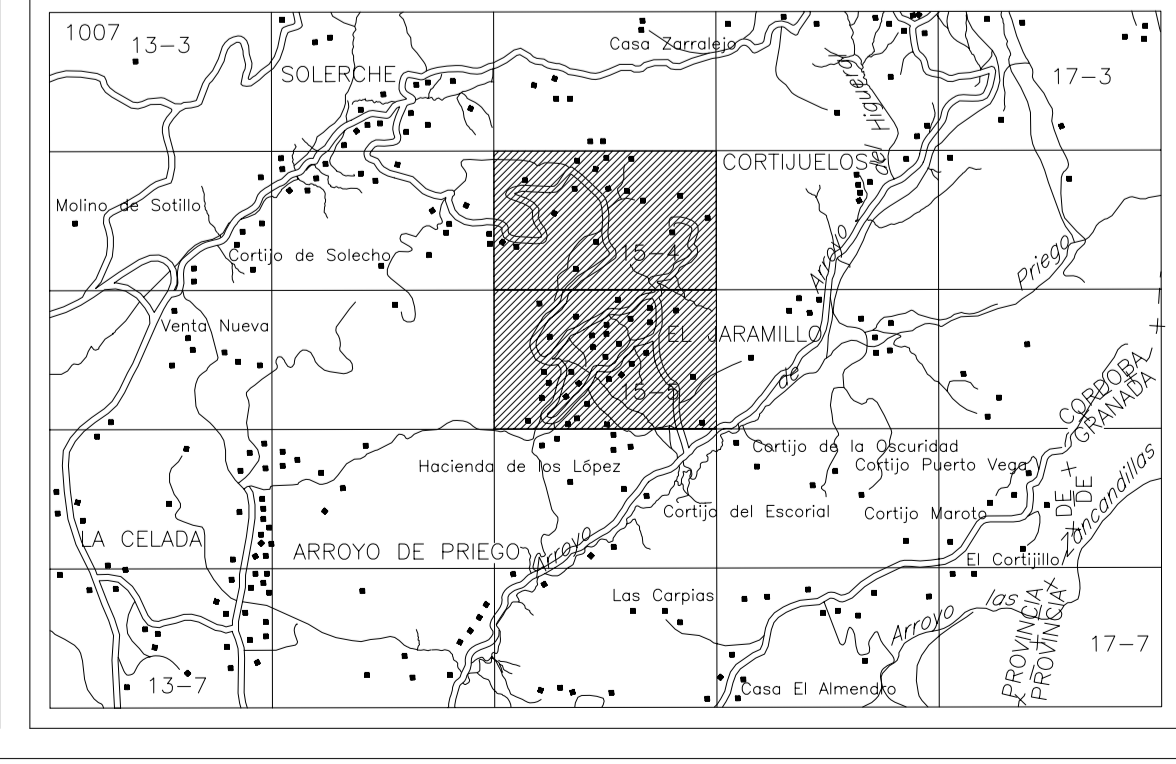 1007
13-3
Casa Zarralejo
SOLERCHE
17-3
Arroyo del Higueral
CORTIJUELOS
Molino de Sotillo
Cortijo de Solecho
15-4
Priego
Venta Nueva
EL JARAMILLO
de
15-5
CORDOBA
GRANADA
Cortijo de la Oscuridad
Hacienda de los López
Cortijo Puerto Vega
DE
DE
Zancandillas
Cortijo del Escorial
Cortijo Maroto
LA CELADA
ARROYO DE PRIEGO
Arroyo
El Cortijillo
Las Carpias
las
Arroyo
PROVINCIA
PROVINCIA
17-7
13-7
Casa El Almendro